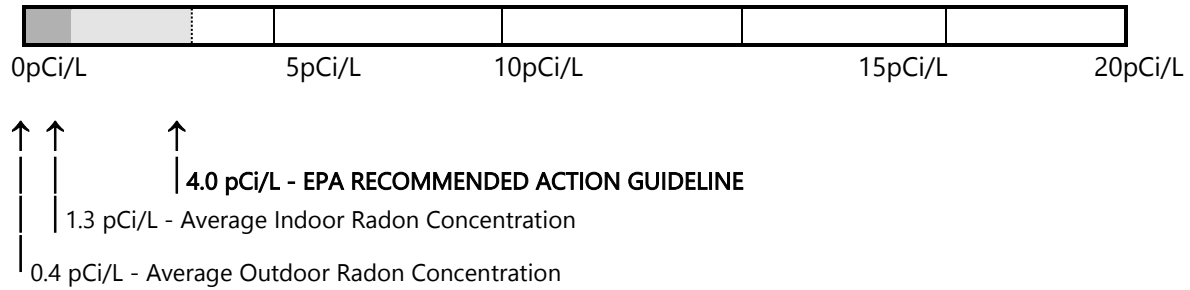 0pCi/L 5pCi/L 10pCi/L 15pCi/L 20pCi/L
4.0 pCi/L - EPA RECOMMENDED ACTION GUIDELINE
1.3 pCi/L - Average Indoor Radon Concentration
0.4 pCi/L - Average Outdoor Radon Concentration